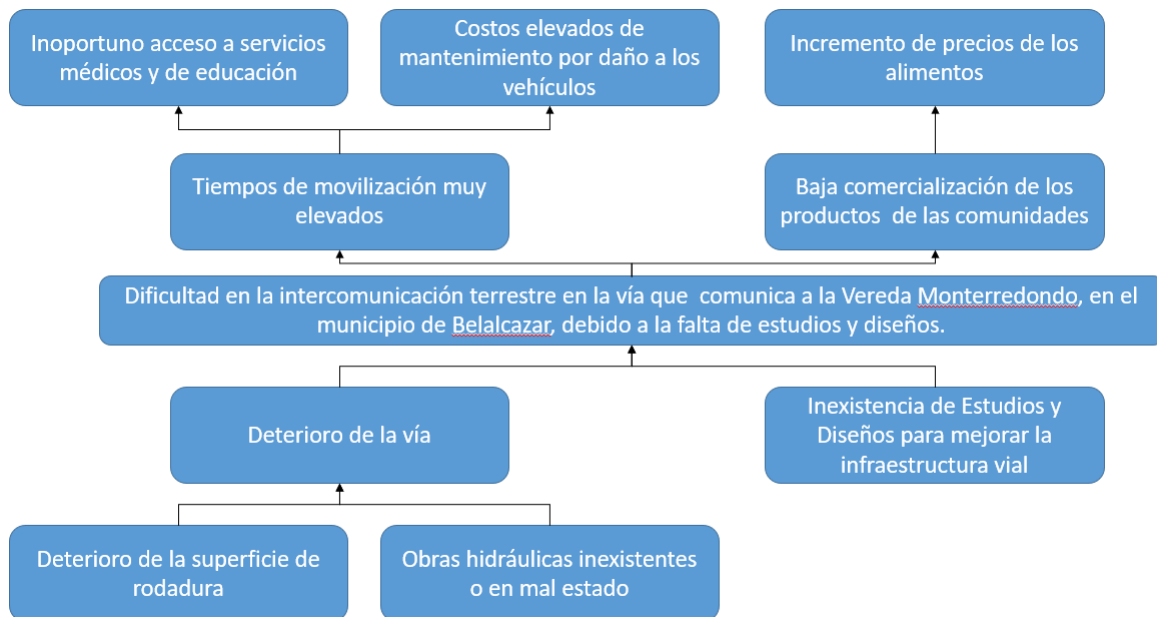 Inoportuno acceso a servicios
médicos y de educación
Costos elevados de
mantenimiento por daño a los
vehículos
Incremento de precios de los
alimentos
Tiempos de movilización muy
elevados
Baja comercialización de los
productos  de las comunidades
Dificultad en la intercomunicación terrestre en la vía que  comunica a la Vereda Monterredondo, en el
municipio de Belalcazar, debido a la falta de estudios y diseños.
Deterioro de la vía
Inexistencia de Estudios y
Diseños para mejorar la
infraestructura vial
Deterioro de la superficie de
rodadura
Obras hidráulicas inexistentes
o en mal estado